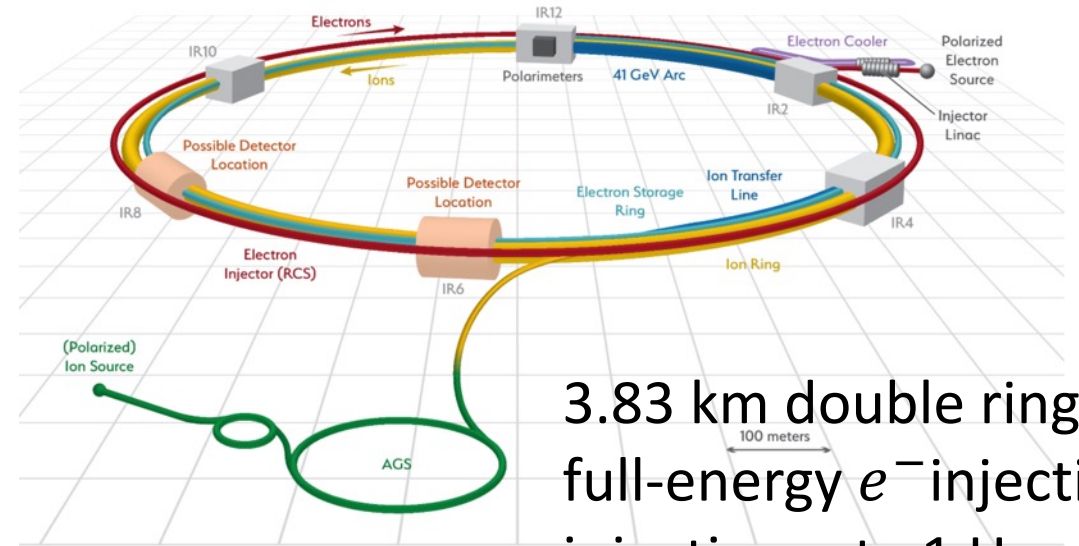 IR12
Electrons
IR10
Ions
Polarimeters
41 GeV Arc
Electron Cooler
Polarized
Electron
Source
IR2
Injector
Linac
Possible Detector
Location
Possible Detector
Location
Electron Storage
Ring
Ion Transfer
Line
IR8
IR4
Electron
Injector (RCS)
IR6
Ion Ring
(Polarized)
Ion Source
AGS
100 meters
3.83 km double ring
full-energy e⁻ injecti